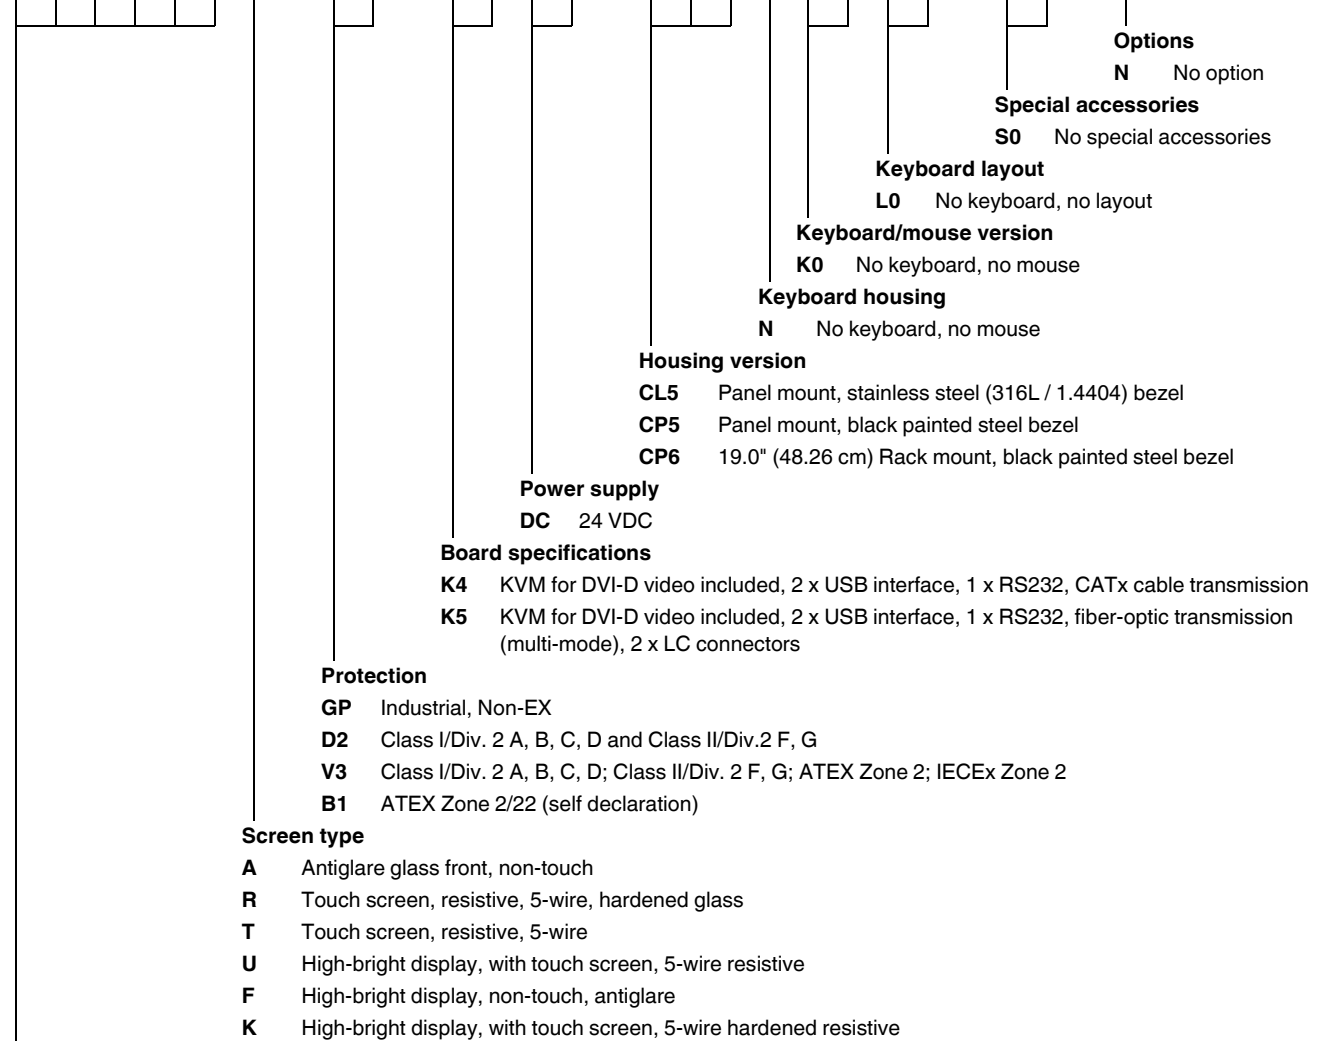 Options
N No option
Special accessories
S0 No special accessories
Keyboard layout
L0 No keyboard, no layout
Keyboard/mouse version
K0 No keyboard, no mouse
Keyboard housing
N No keyboard, no mouse
Housing version
CL5 Panel mount, stainless steel (316L / 1.4404) bezel
CP5 Panel mount, black painted steel bezel
CP6 19.0" (48.26 cm) Rack mount, black painted steel bezel
Power supply
DC 24 VDC
Board specifications
K4 KVM for DVI-D video included, 2 x USB interface, 1 x RS232, CATx cable transmission
K5 KVM for DVI-D video included, 2 x USB interface, 1 x RS232, fiber-optic transmission
(multi-mode), 2 x LC connectors
Protection
GP Industrial, Non-EX
D2 Class I/Div. 2 A, B, C, D and Class II/Div.2 F, G
V3 Class I/Div. 2 A, B, C, D; Class II/Div. 2 F, G; ATEX Zone 2; IECEx Zone 2
B1 ATEX Zone 2/22 (self declaration)
Screen type
A Antiglare glass front, non-touch
R Touch screen, resistive, 5-wire, hardened glass
T Touch screen, resistive, 5-wire
U High-bright display, with touch screen, 5-wire resistive
F High-bright display, non-touch, antiglare
K High-bright display, with touch screen, 5-wire hardened resistive